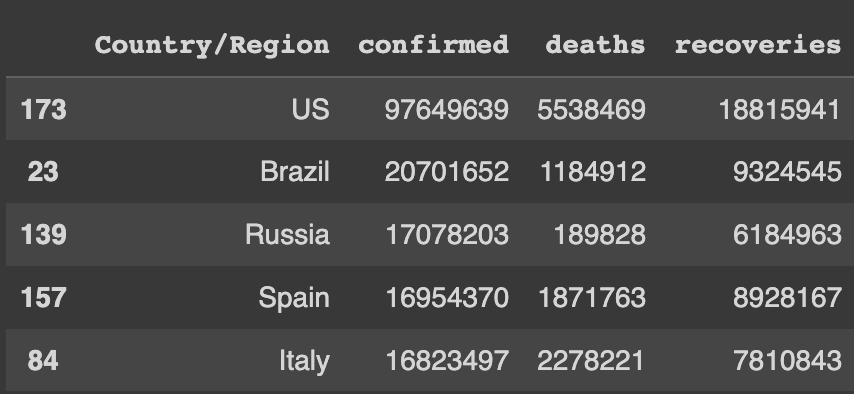 Country/Region confirmed deaths recoveries
173 US 97649639 5538469 18815941
23 Brazil 20701652 1184912 9324545
139 Russia 17078203 189828 6184963
157 Spain 16954370 1871763 8928167
84 Italy 16823497 2278221 7810843